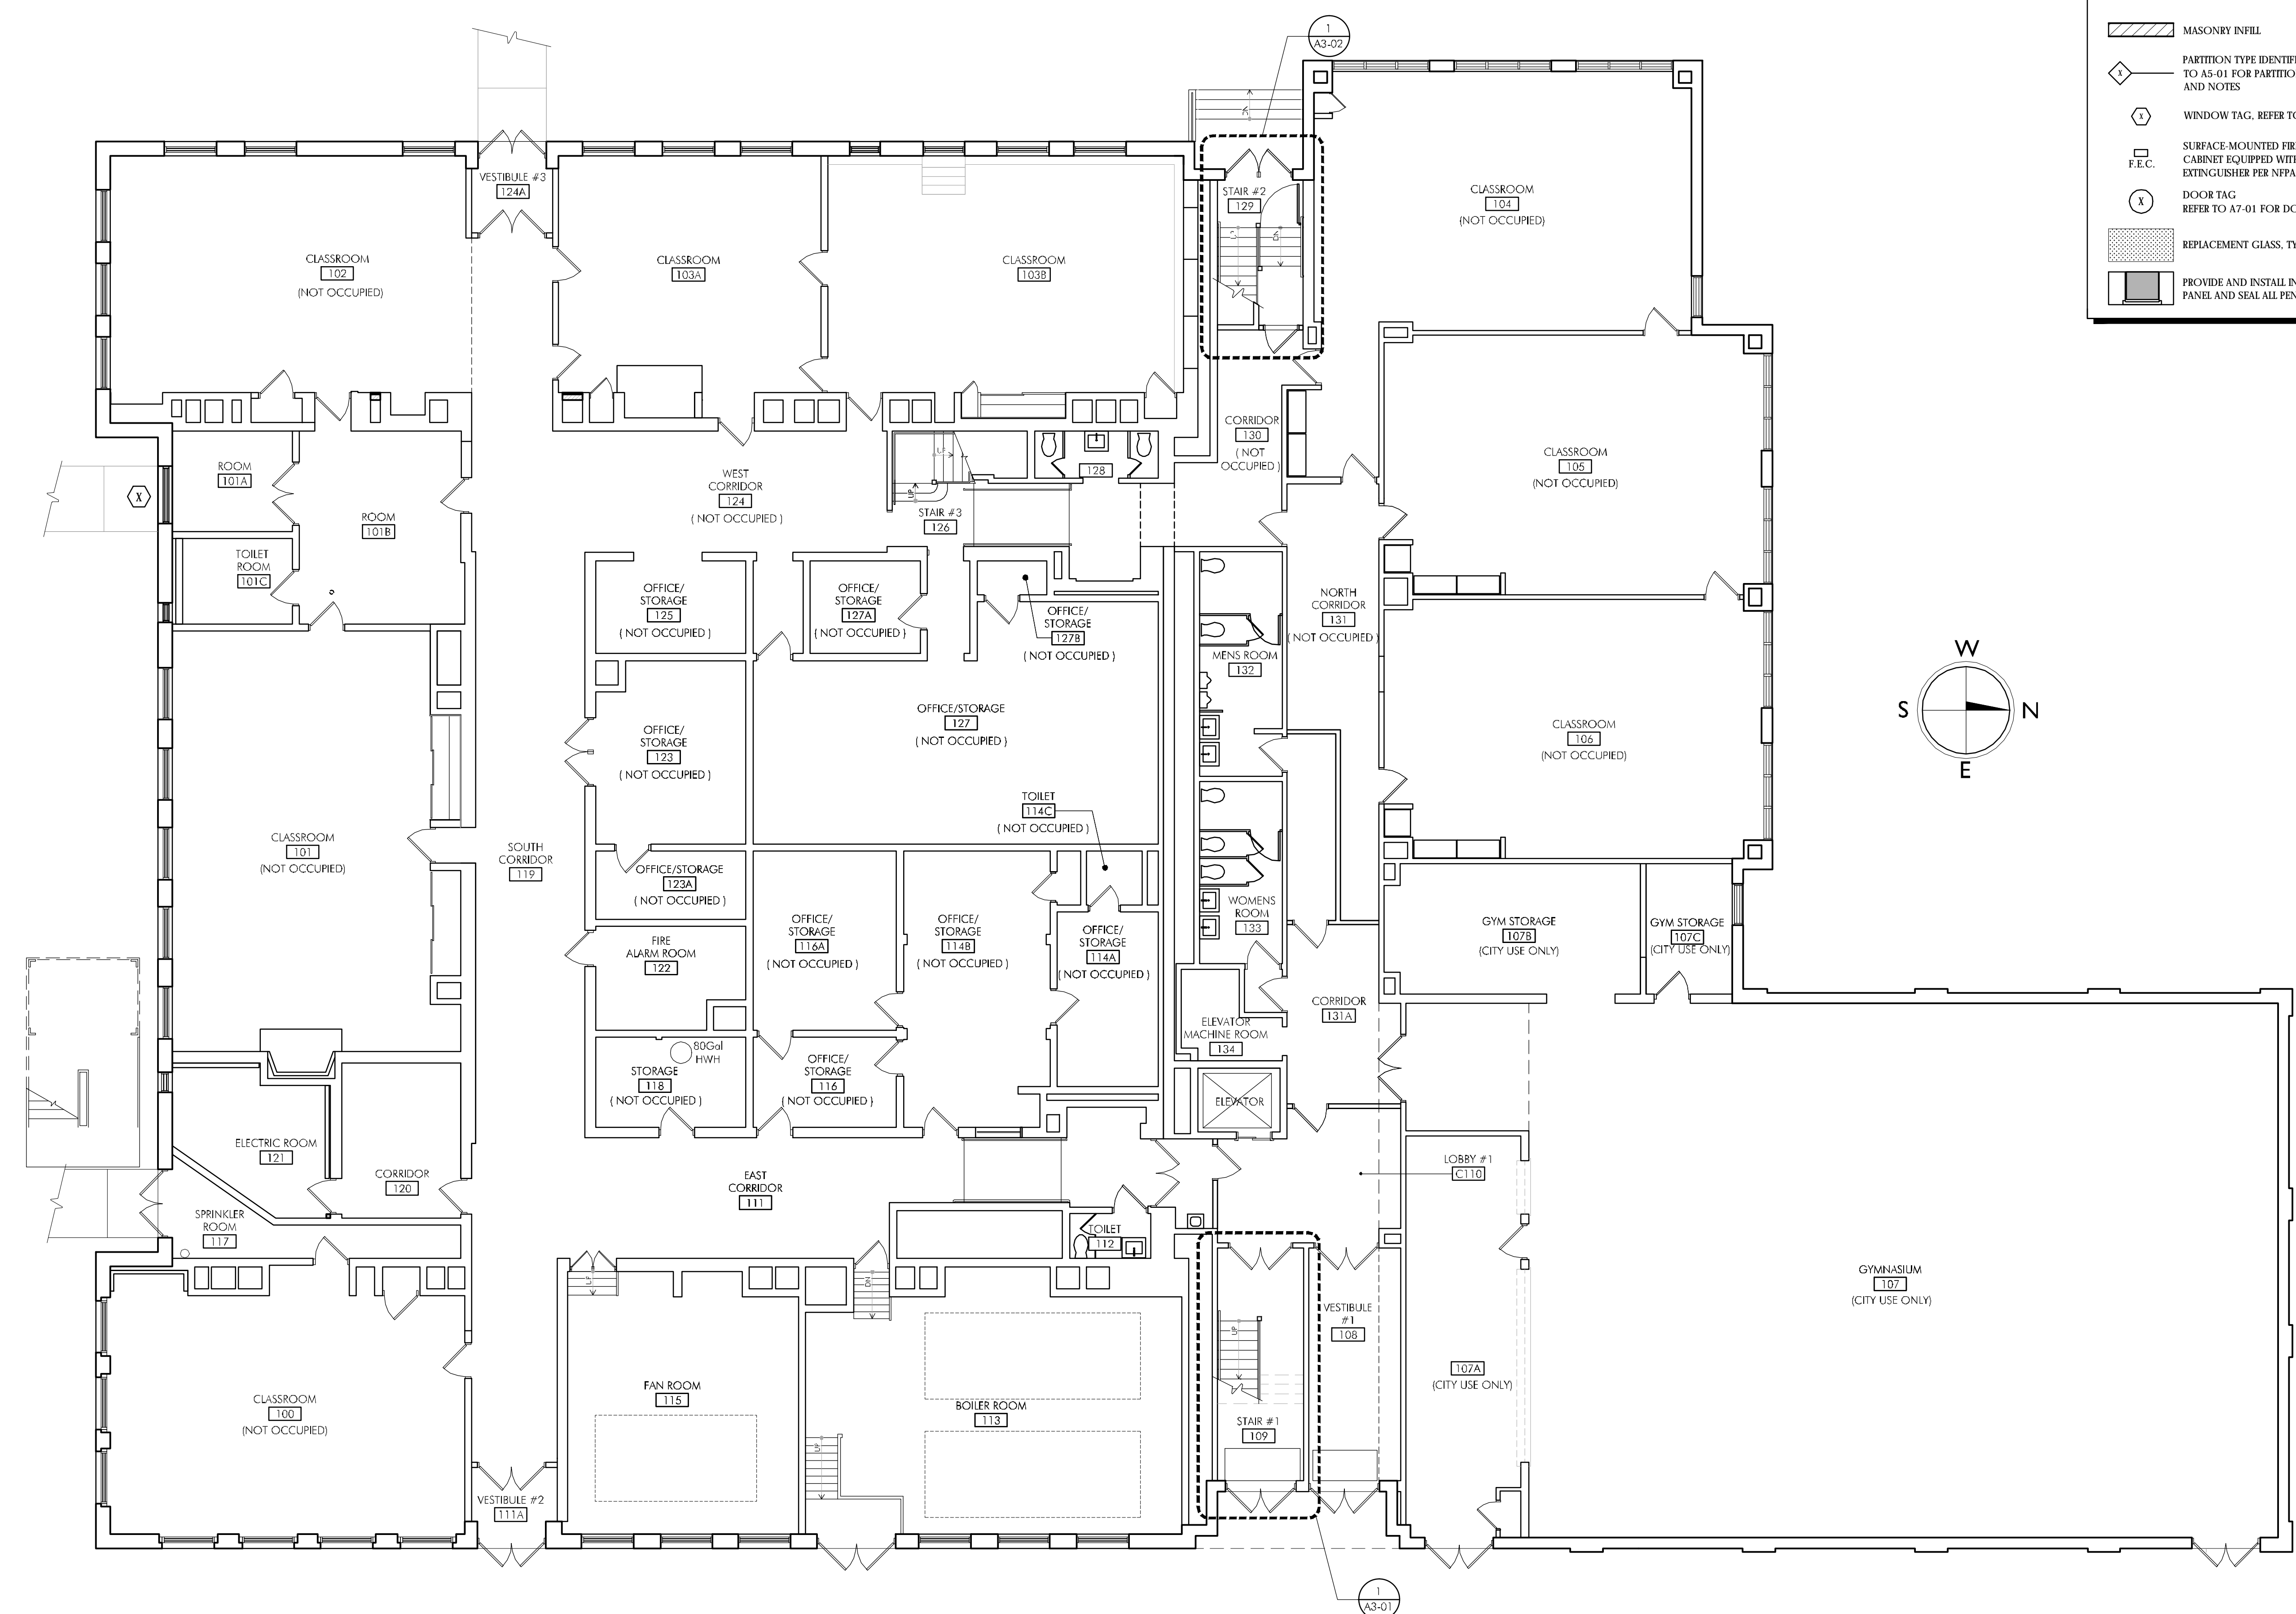 1
A3-02
MASONRY INFILL
X
PARTITION TYPE IDENTIF
TO A5-01 FOR PARTITIO
AND NOTES
X
WINDOW TAG, REFER TO
F.E.C.
SURFACE-MOUNTED FIR
CABINET EQUIPPED WIT
EXTINGUISHER PER NFPA
X
DOOR TAG
REFER TO A7-01 FOR DO
REPLACEMENT GLASS, TY
PROVIDE AND INSTALL IN
PANEL AND SEAL ALL PEN
DN
VESTIBULE #3
124A
CLASSROOM
102
(NOT OCCUPIED)
CLASSROOM
103A
CLASSROOM
103B
STAIR #2
129
UP
DN
CLASSROOM
104
(NOT OCCUPIED)
ROOM
101A
X
ROOM
101B
TOILET
ROOM
101C
WEST
CORRIDOR
124
( NOT OCCUPIED )
UP
UP
STAIR #3
126
128
CORRIDOR
130
( NOT
OCCUPIED )
CLASSROOM
105
(NOT OCCUPIED)
OFFICE/
STORAGE
125
( NOT OCCUPIED )
OFFICE/
STORAGE
127A
( NOT OCCUPIED )
OFFICE/
STORAGE
127B
( NOT OCCUPIED )
NORTH
CORRIDOR
131
( NOT OCCUPIED )
MENS ROOM
132
W
S
N
E
OFFICE/
STORAGE
123
( NOT OCCUPIED )
OFFICE/STORAGE
127
( NOT OCCUPIED )
CLASSROOM
106
(NOT OCCUPIED)
TOILET
114C
( NOT OCCUPIED )
CLASSROOM
101
(NOT OCCUPIED)
SOUTH
CORRIDOR
119
OFFICE/STORAGE
123A
( NOT OCCUPIED )
OFFICE/
STORAGE
116A
( NOT OCCUPIED )
OFFICE/
STORAGE
114B
( NOT OCCUPIED )
OFFICE/
STORAGE
114A
( NOT OCCUPIED )
WOMENS
ROOM
133
GYM STORAGE
107B
(CITY USE ONLY)
GYM STORAGE
107C
(CITY USE ONLY)
FIRE
ALARM ROOM
122
80Gal
HWH
STORAGE
118
( NOT OCCUPIED )
OFFICE/
STORAGE
116
( NOT OCCUPIED )
ELEVATOR
MACHINE ROOM
134
CORRIDOR
131A
ELEVATOR
ELECTRIC ROOM
121
CORRIDOR
120
EAST
CORRIDOR
111
LOBBY #1
C110
SPRINKLER
ROOM
117
TOILET
112
UP
DN
GYMNASIUM
107
(CITY USE ONLY)
VESTIBULE
#1
108
UP
107A
(CITY USE ONLY)
CLASSROOM
100
(NOT OCCUPIED)
FAN ROOM
115
BOILER ROOM
113
STAIR #1
109
UP
VESTIBULE #2
111A
1
A3-01